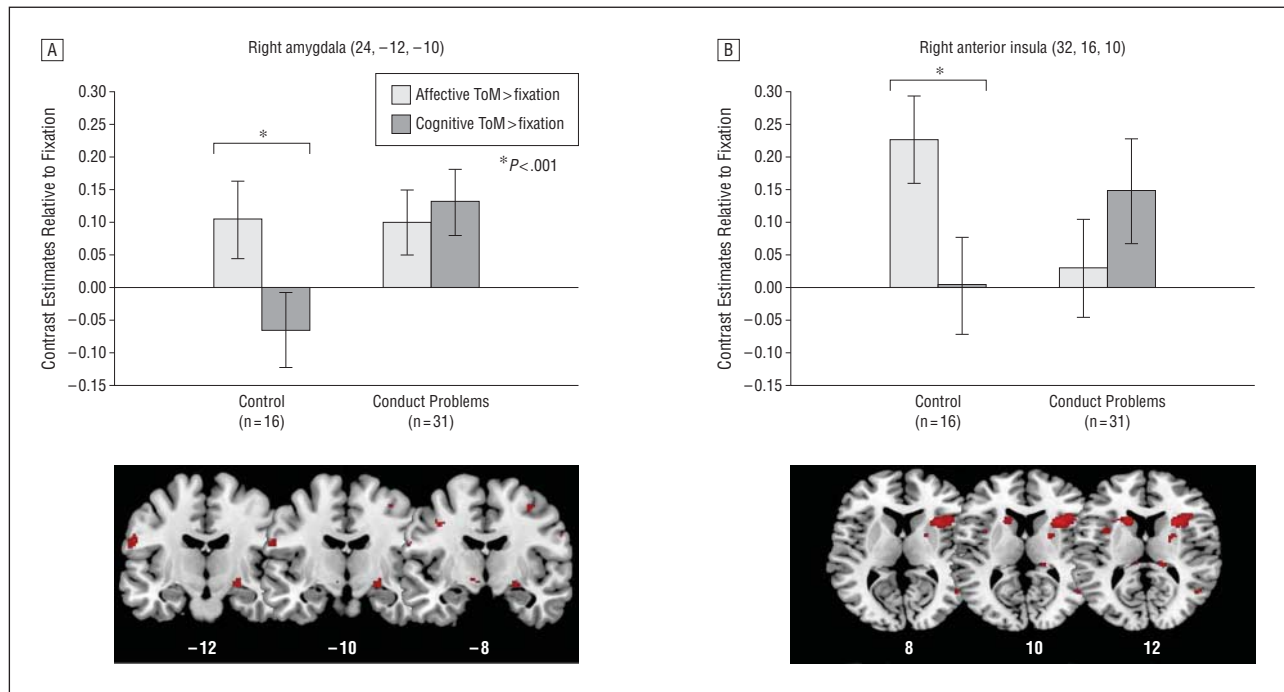 A
Right amygdala (24, −12, −10)
0.30
0.25
0.20
0.15
0.10
0.05
0.00
−0.05
−0.10
−0.15
Contrast Estimates Relative to Fixation
*
Affective ToM>fixation
Cognitive ToM>fixation
*P<.001
Control
(n=16)
Conduct Problems
(n=31)
−12
−10
−8
B
Right anterior insula (32, 16, 10)
0.30
0.25
0.20
0.15
0.10
0.05
0.00
−0.05
−0.10
−0.15
Contrast Estimates Relative to Fixation
*
Control
(n=16)
Conduct Problems
(n=31)
8
10
12